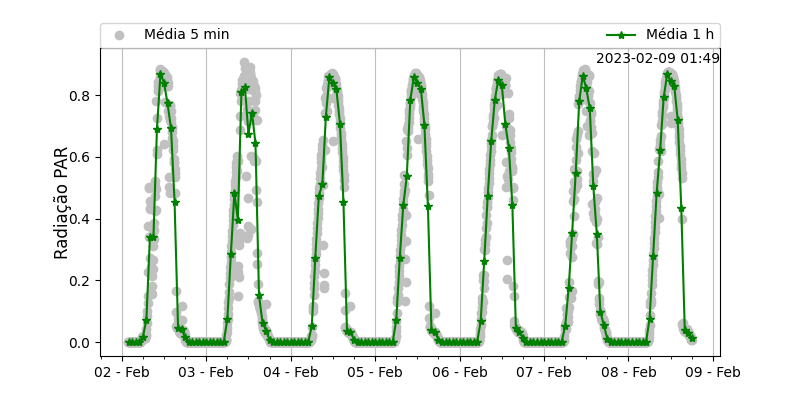 Média 5 min
Média 1 h
2023-02-09 01:49
Radiação PAR
0.8
0.6
0.4
0.2
0.0
02 - Feb
03 - Feb
04 - Feb
05 - Feb
06 - Feb
07 - Feb
08 - Feb
09 - Feb